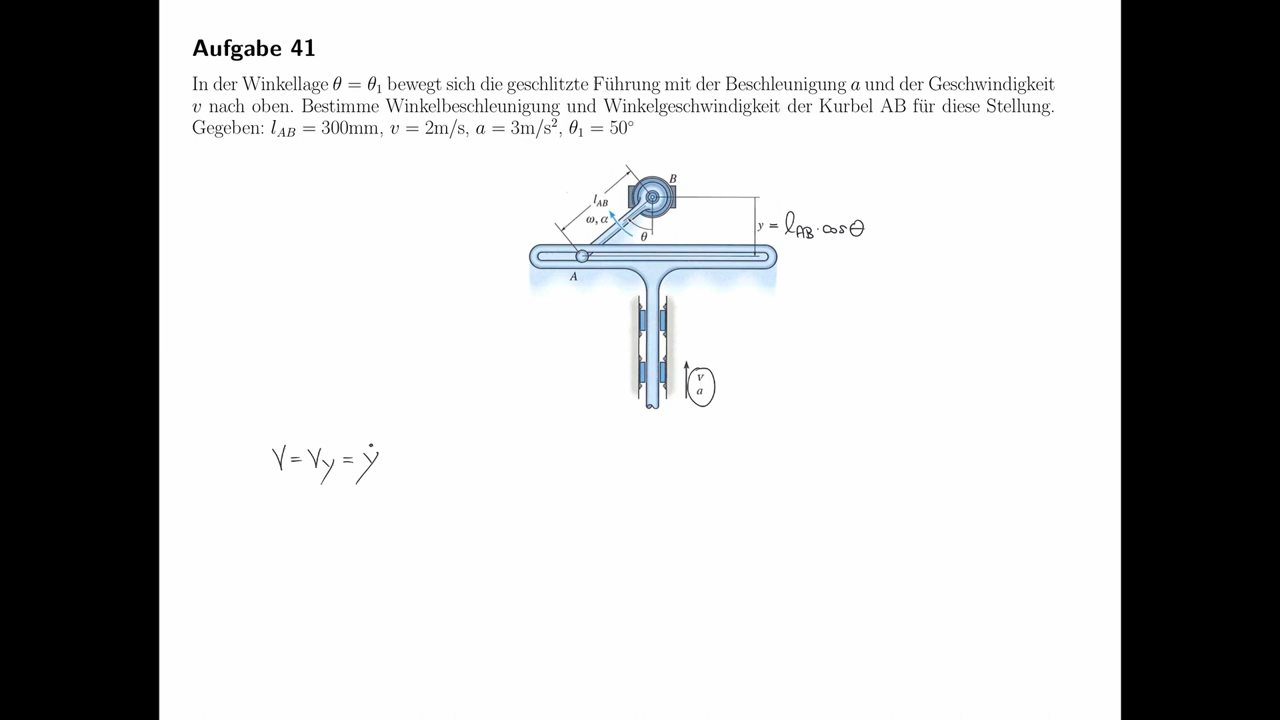 Aufgabe 41
In der Winkellage θ = θ₁ bewegt sich die geschlitzte Führung mit der Beschleunigung a und der Geschwindigkeit
v nach oben. Bestimme Winkelbeschleunigung und Winkelgeschwindigkeit der Kurbel AB für diese Stellung.
Gegeben: l_AB = 300mm, v = 2m/s, a = 3m/s², θ₁ = 50°
B
l_AB
ω, α
y = l_AB · cos θ
θ
A
v
a
V = V_y = ẏ